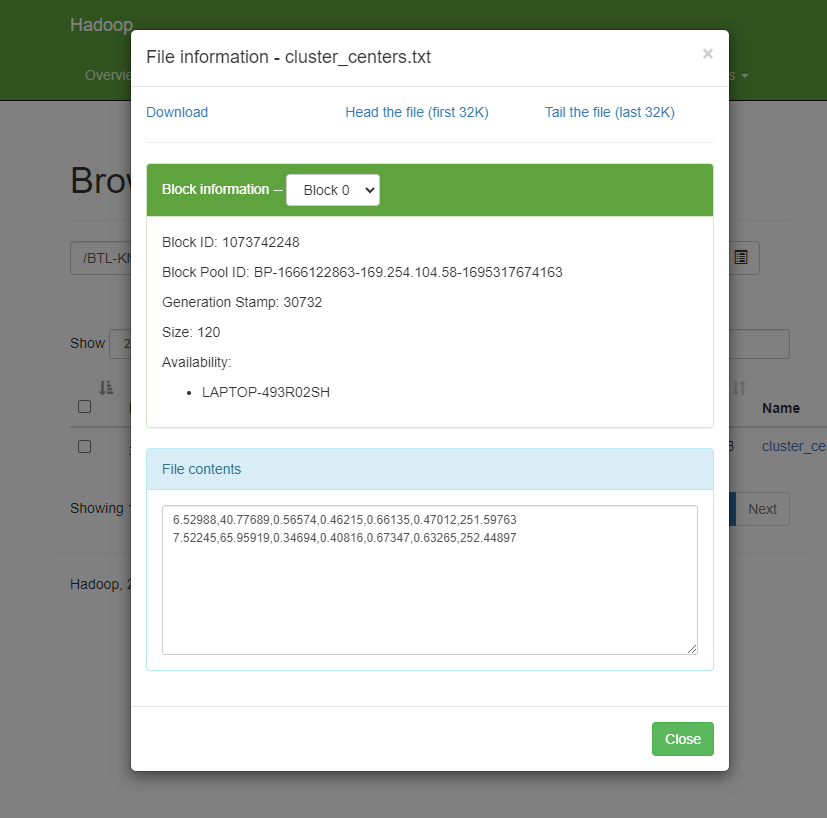 Hadoop
File information - cluster_centers.txt
×
Download
Head the file (first 32K)
Tail the file (last 32K)
Block information -- Block 0
/BTL-
Block ID: 1073742248
Block Pool ID: BP-1666122863-169.254.104.58-1695317674163
Generation Stamp: 30732
Show 2
Size: 120
Availability:
LAPTOP-493R02SH
Name
cluster_ce
File contents
Showing
Next
6.52988,40.77689,0.56574,0.46215,0.66135,0.47012,251.59763
7.52245,65.95919,0.34694,0.40816,0.67347,0.63265,252.44897
Hadoop, 2
Close